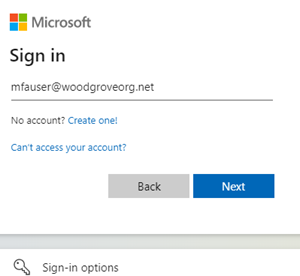 Microsoft
Sign in
mfauser@woodgroveorg.net
No account? Create one!
Can't access your account?
Back
Next
Sign-in options